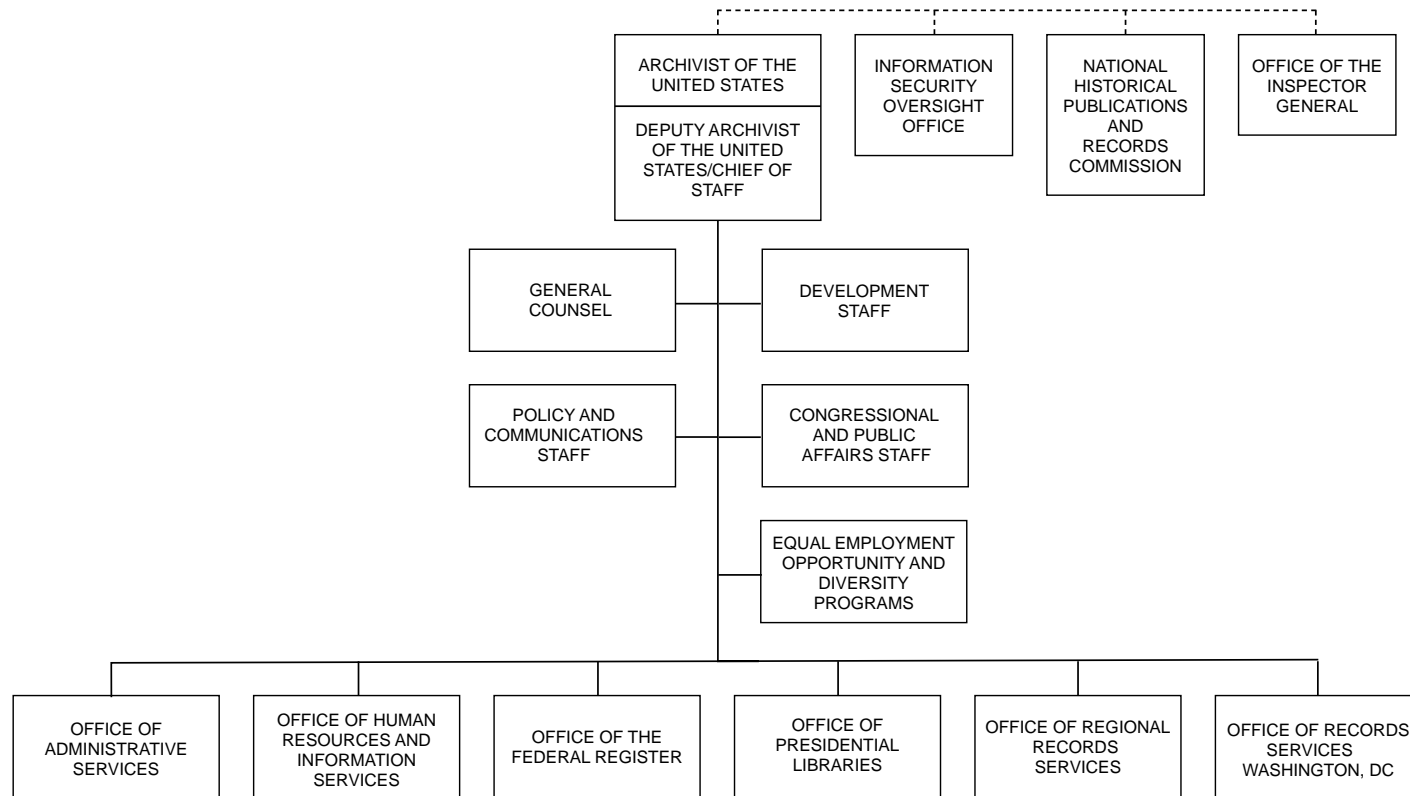 ARCHIVIST OF THE
UNITED STATES
DEPUTY ARCHIVIST
OF THE UNITED
STATES/CHIEF OF
STAFF
INFORMATION
SECURITY
OVERSIGHT
OFFICE
NATIONAL
HISTORICAL
PUBLICATIONS
AND
RECORDS
COMMISSION
OFFICE OF THE
INSPECTOR
GENERAL
GENERAL
COUNSEL
DEVELOPMENT
STAFF
POLICY AND
COMMUNICATIONS
STAFF
CONGRESSIONAL
AND PUBLIC
AFFAIRS STAFF
EQUAL EMPLOYMENT
OPPORTUNITY AND
DIVERSITY
PROGRAMS
OFFICE OF
ADMINISTRATIVE
SERVICES
OFFICE OF HUMAN
RESOURCES AND
INFORMATION
SERVICES
OFFICE OF THE
FEDERAL REGISTER
OFFICE OF
PRESIDENTIAL
LIBRARIES
OFFICE OF REGIONAL
RECORDS
SERVICES
OFFICE OF RECORDS
SERVICES
WASHINGTON, DC